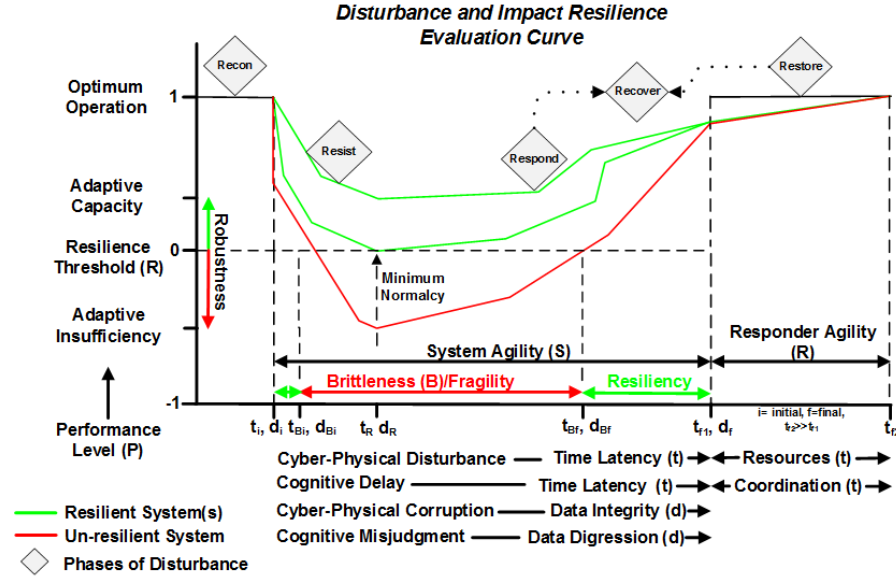 Disturbance and Impact Resilience
Evaluation Curve
Recon
Restore
Recover
Optimum
Operation
1
Resist
Respond
Adaptive
Capacity
Robustness
Resilience
Threshold (R)
0
Minimum
Normalcy
Adaptive
Insufficiency
System Agility (S)
Responder Agility
(R)
Brittleness (B)/Fragility
Resiliency
-1
Performance
Level (P)
ti, di
tBi, dBi
tR dR
tBf, dBf
tf1, df
i= initial, f=final,
tf2>>tf1
tf2
Cyber-Physical Disturbance
Time Latency (t)
Resources (t)
Cognitive Delay
Time Latency (t)
Coordination (t)
Cyber-Physical Corruption
Data Integrity (d)
Cognitive Misjudgment
Data Digression (d)
Resilient System(s)
Un-resilient System
Phases of Disturbance